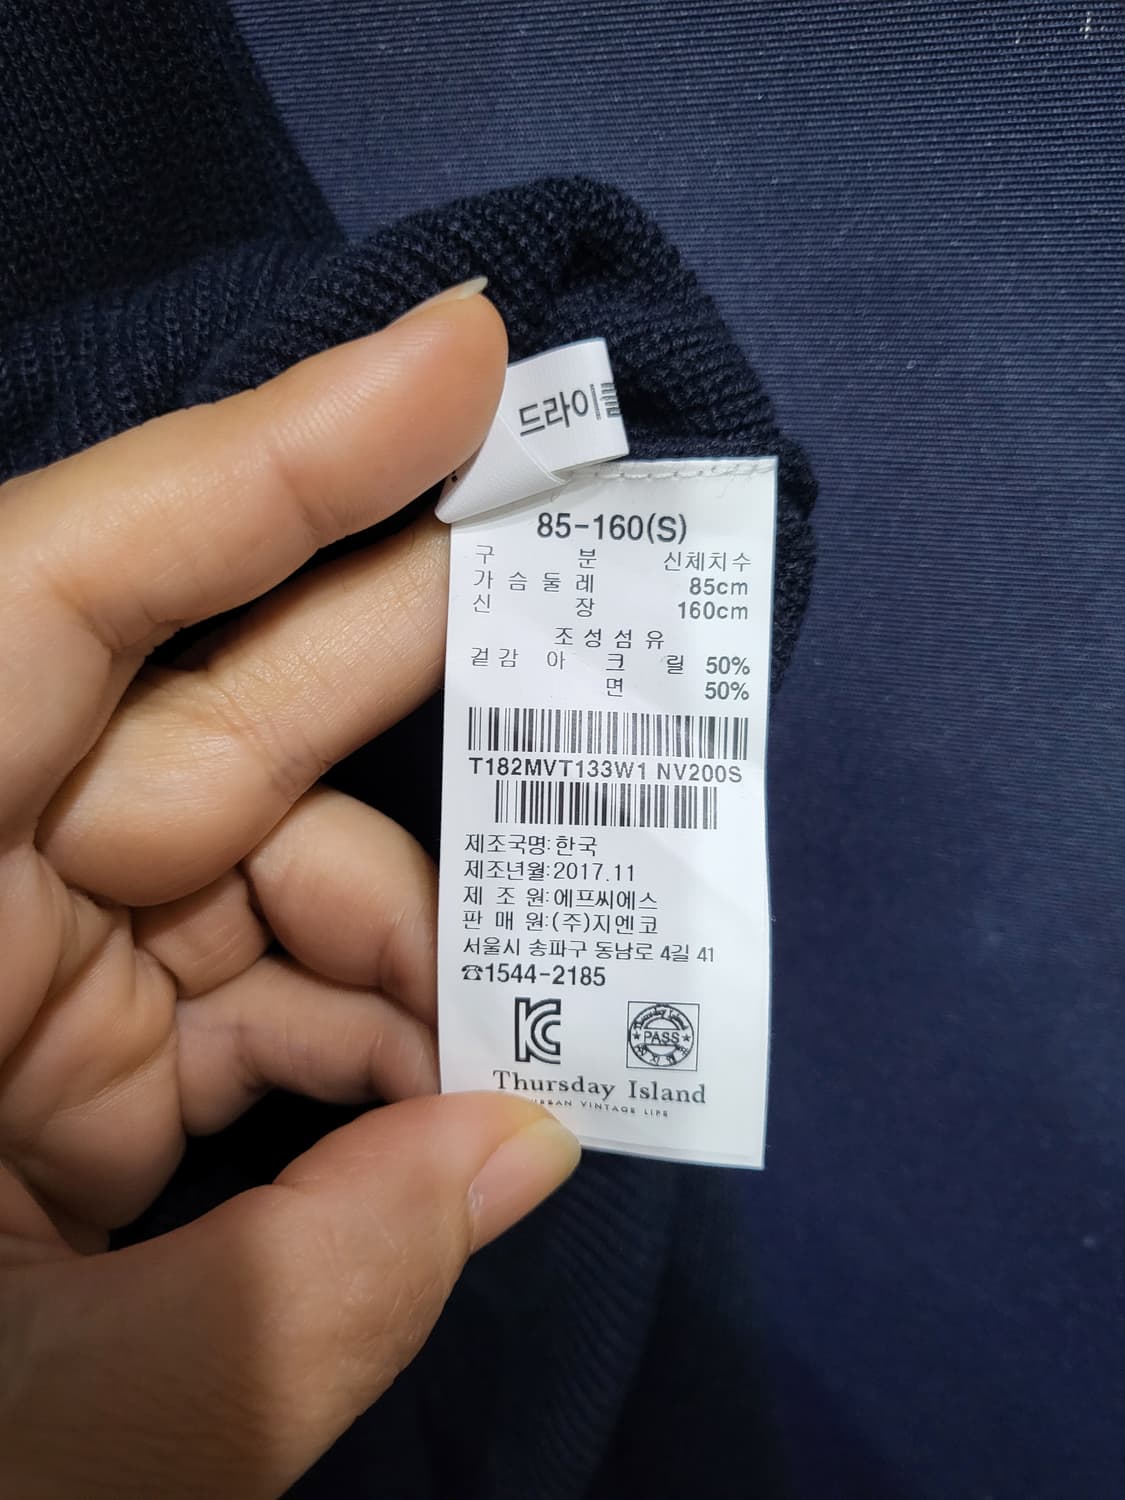 드라이클
85-160(S)
구 분 신체치수
가슴둘레 85cm
신 장 160cm
조성섬유
겉감 아 크 릴 50%
면 50%
T182MVT133W1 NV200S
제조국명:한국
제조년월:2017.11
제 조 원:에프씨에스
판 매 원:(주)지엔코
서울시 송파구 동남로 4길 41
☎1544-2185
KC
Thursday Island
PASS
Thursday Island
URBAN VINTAGE LIFE